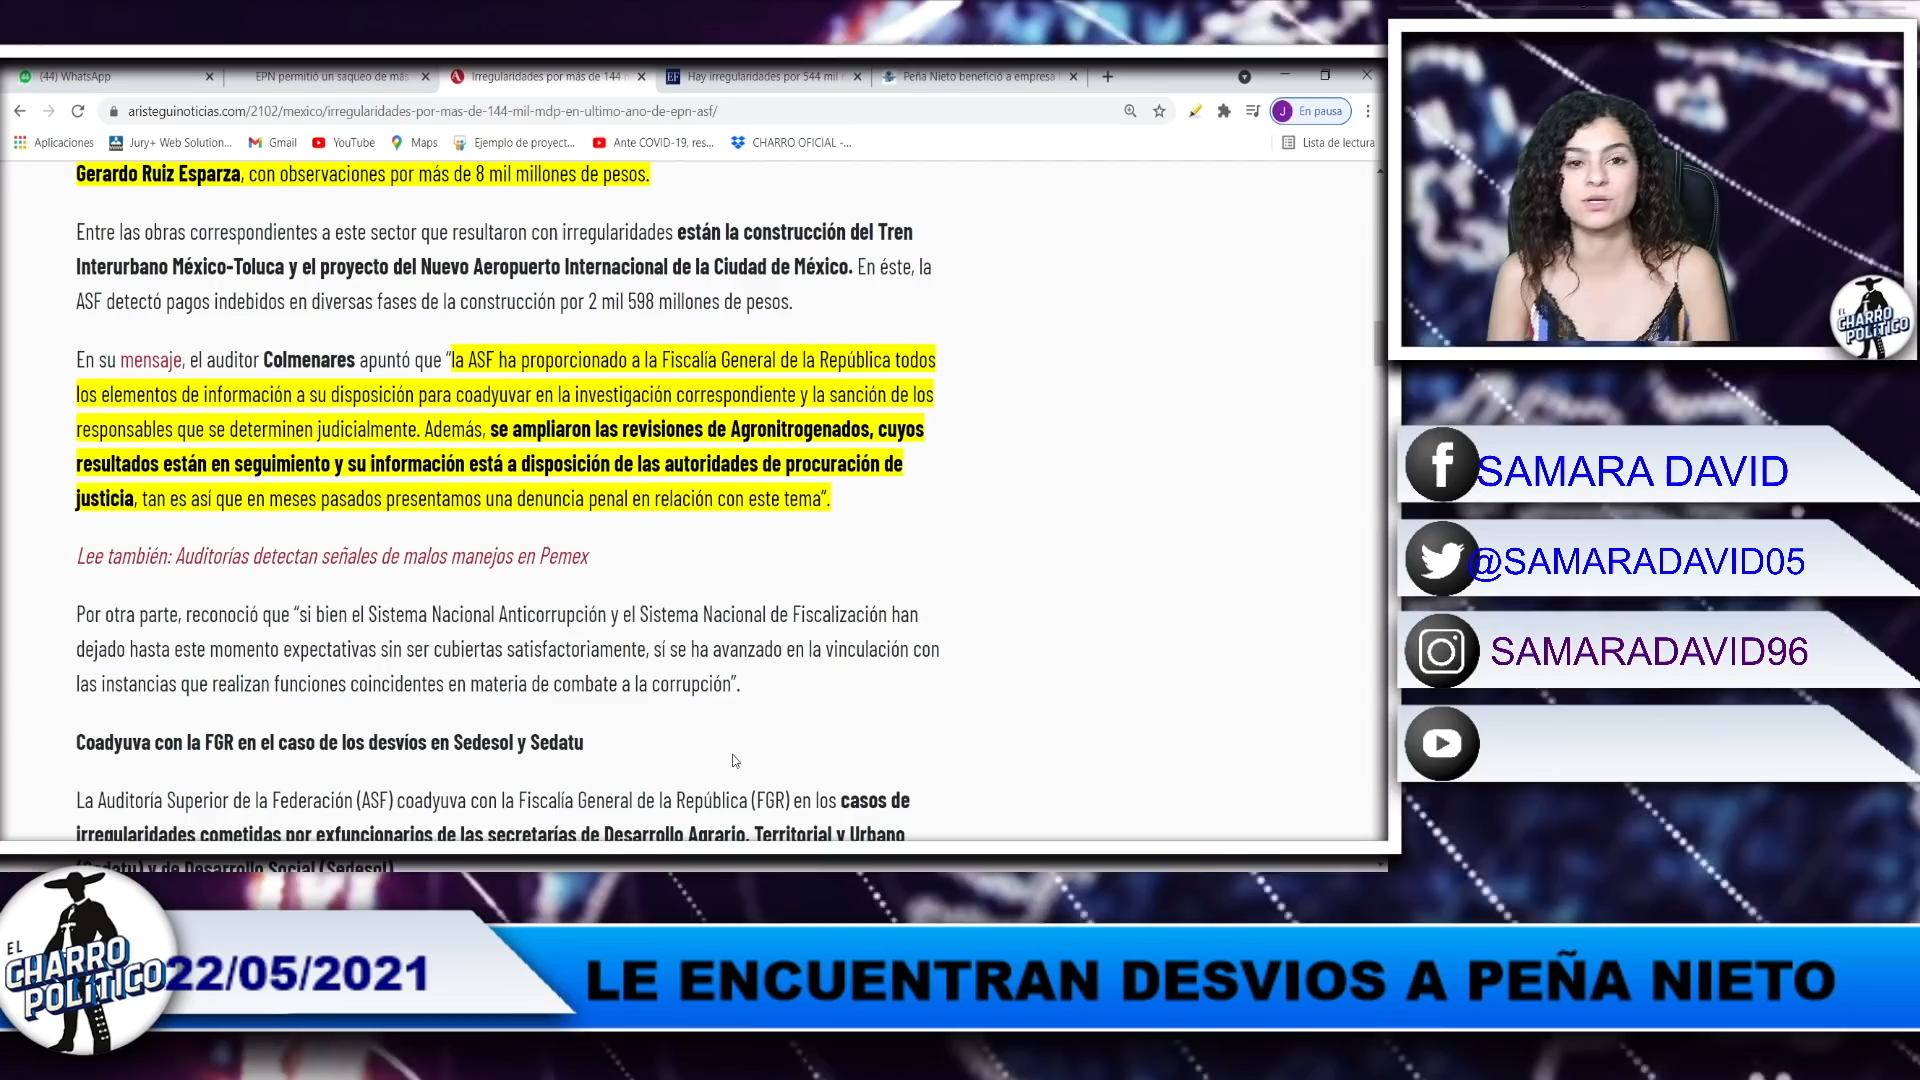 (44) WhatsApp
EPN permitió un saqueo de más
Irregularidades por más de 144
Hay irregularidades por 544 mil
Peña Nieto benefició a empresa
aristeguinoticias.com/2102/mexico/irregularidades-por-mas-de-144-mil-mdp-en-ultimo-ano-de-epn-asf/
J En pausa
Aplicaciones
Jury+ Web Solution...
Gmail
YouTube
Maps
Ejemplo de proyect...
Ante COVID-19, res...
CHARRO OFICIAL -...
Lista de lectura
Gerardo Ruiz Esparza, con observaciones por más de 8 mil millones de pesos.
Entre las obras correspondientes a este sector que resultaron con irregularidades están la construcción del Tren
Interurbano México-Toluca y el proyecto del Nuevo Aeropuerto Internacional de la Ciudad de México. En éste, la
ASF detectó pagos indebidos en diversas fases de la construcción por 2 mil 598 millones de pesos.
En su mensaje, el auditor Colmenares apuntó que “la ASF ha proporcionado a la Fiscalía General de la República todos
los elementos de información a su disposición para coadyuvar en la investigación correspondiente y la sanción de los
responsables que se determinen judicialmente. Además, se ampliaron las revisiones de Agronitrogenados, cuyos
resultados están en seguimiento y su información está a disposición de las autoridades de procuración de
justicia, tan es así que en meses pasados presentamos una denuncia penal en relación con este tema”.
Lee también: Auditorías detectan señales de malos manejos en Pemex
Por otra parte, reconoció que “si bien el Sistema Nacional Anticorrupción y el Sistema Nacional de Fiscalización han
dejado hasta este momento expectativas sin ser cubiertas satisfactoriamente, sí se ha avanzado en la vinculación con
las instancias que realizan funciones coincidentes en materia de combate a la corrupción”.
Coadyuva con la FGR en el caso de los desvíos en Sedesol y Sedatu
La Auditoría Superior de la Federación (ASF) coadyuva con la Fiscalía General de la República (FGR) en los casos de
irregularidades cometidas por exfuncionarios de las secretarías de Desarrollo Agrario, Territorial y Urbano
(Sedatu) y de Desarrollo Social (Sedesol)
EL
CHARRO
POLÍTICO
SAMARA DAVID
@SAMARADAVID05
SAMARADAVID96
EL
CHARRO
POLÍTICO
22/05/2021
LE ENCUENTRAN DESVIOS A PEÑA NIETO